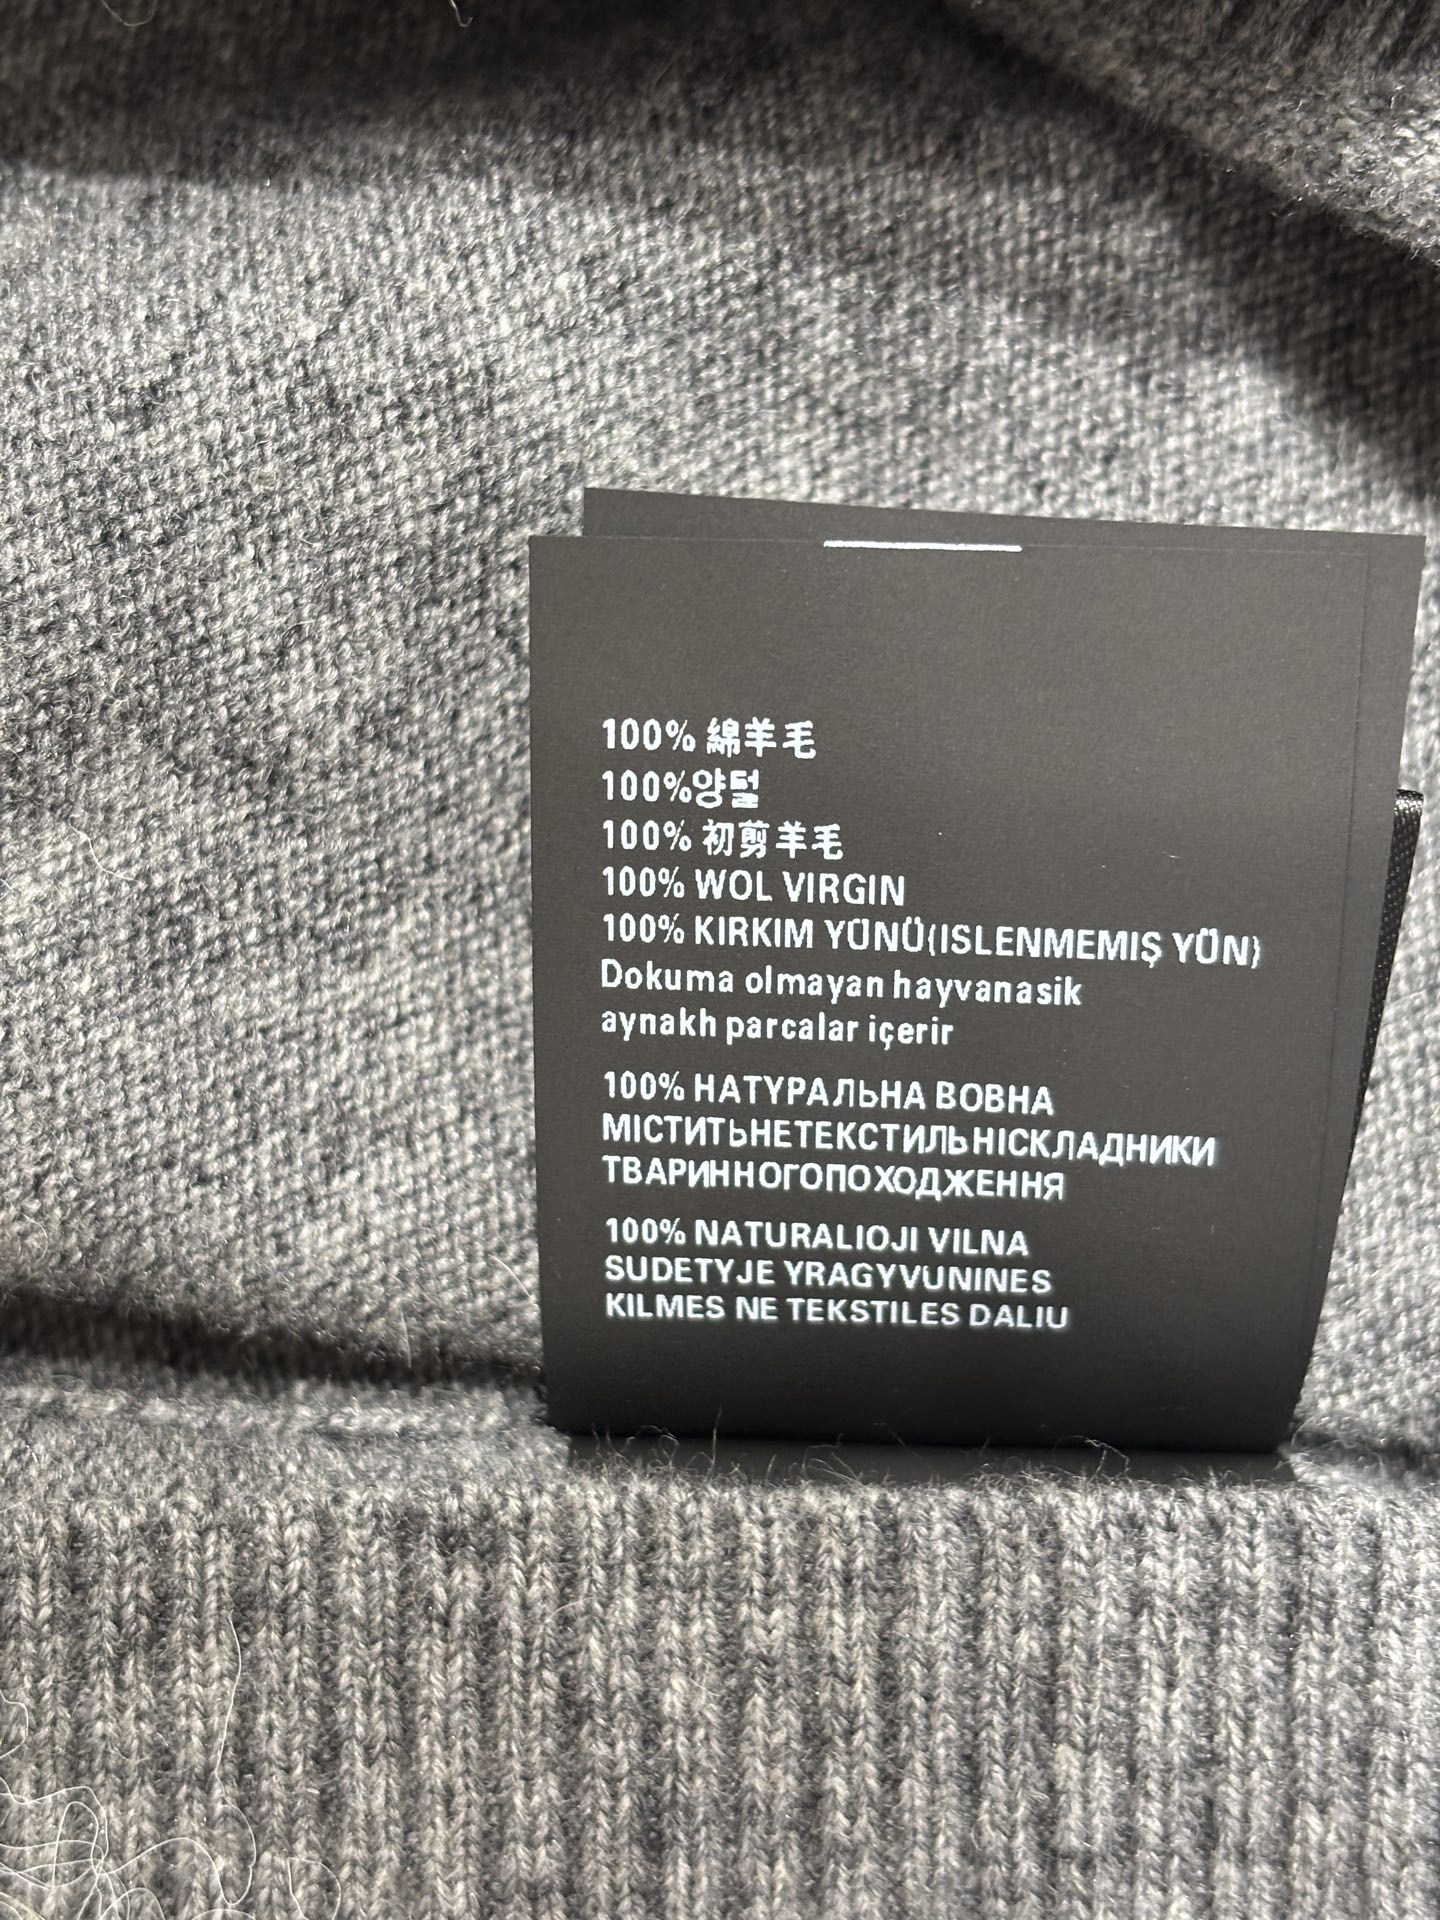 100% 綿羊毛
100%양털
100% 初剪羊毛
100% WOL VIRGIN
100% KIRKIM YÜNÜ(ISLENMEMIŞ YÜN)
Dokuma olmayan hayvanasik
aynakh parcalar içerir
100% НАТУРАЛЬНА ВОВНА
МІСТИТЬНЕТЕКСТИЛЬНІСКЛАДНИКИ
ТВАРИННОГОПОХОДЖЕННЯ
100% NATURALIOJI VILNA
SUDETYJE YRAGYVUNINES
KILMES NE TEKSTILES DALIU